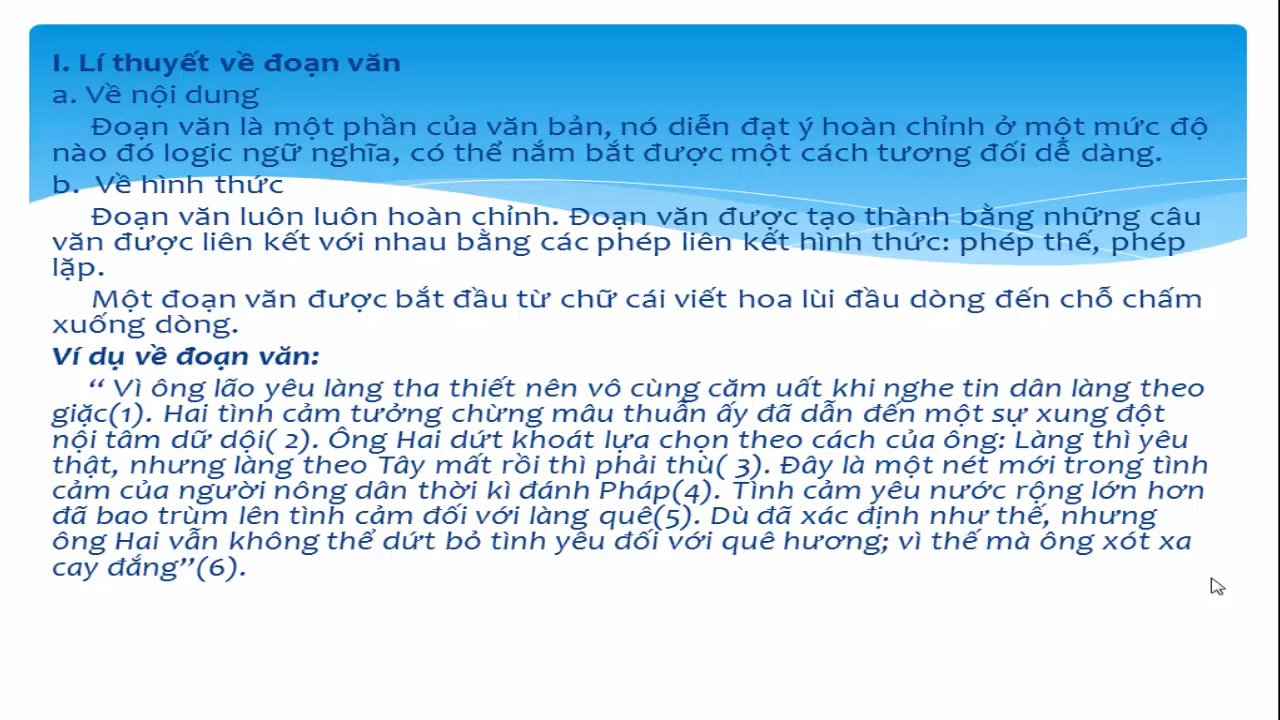 I. Lí thuyết về đoạn văn
a. Về nội dung
Đoạn văn là một phần của văn bản, nó diễn đạt ý hoàn chỉnh ở một mức độ
nào đó logic ngữ nghĩa, có thể nắm bắt được một cách tương đối dễ dàng.
b. Về hình thức
Đoạn văn luôn luôn hoàn chỉnh. Đoạn văn được tạo thành bằng những câu
văn được liên kết với nhau bằng các phép liên kết hình thức: phép thế, phép
lặp.
Một đoạn văn được bắt đầu từ chữ cái viết hoa lùi đầu dòng đến chỗ chấm
xuống dòng.
Ví dụ về đoạn văn:
“ Vì ông lão yêu làng tha thiết nên vô cùng căm uất khi nghe tin dân làng theo
giặc(1). Hai tình cảm tưởng chừng mâu thuẫn ấy đã dẫn đến một sự xung đột
nội tâm dữ dội( 2). Ông Hai dứt khoát lựa chọn theo cách của ông: Làng thì yêu
thật, nhưng làng theo Tây mất rồi thì phải thù( 3). Đây là một nét mới trong tình
cảm của người nông dân thời kì đánh Pháp(4). Tình cảm yêu nước rộng lớn hơn
đã bao trùm lên tình cảm đối với làng quê(5). Dù đã xác định như thế, nhưng
ông Hai vẫn không thể dứt bỏ tình yêu đối với quê hương; vì thế mà ông xót xa
cay đắng”(6).